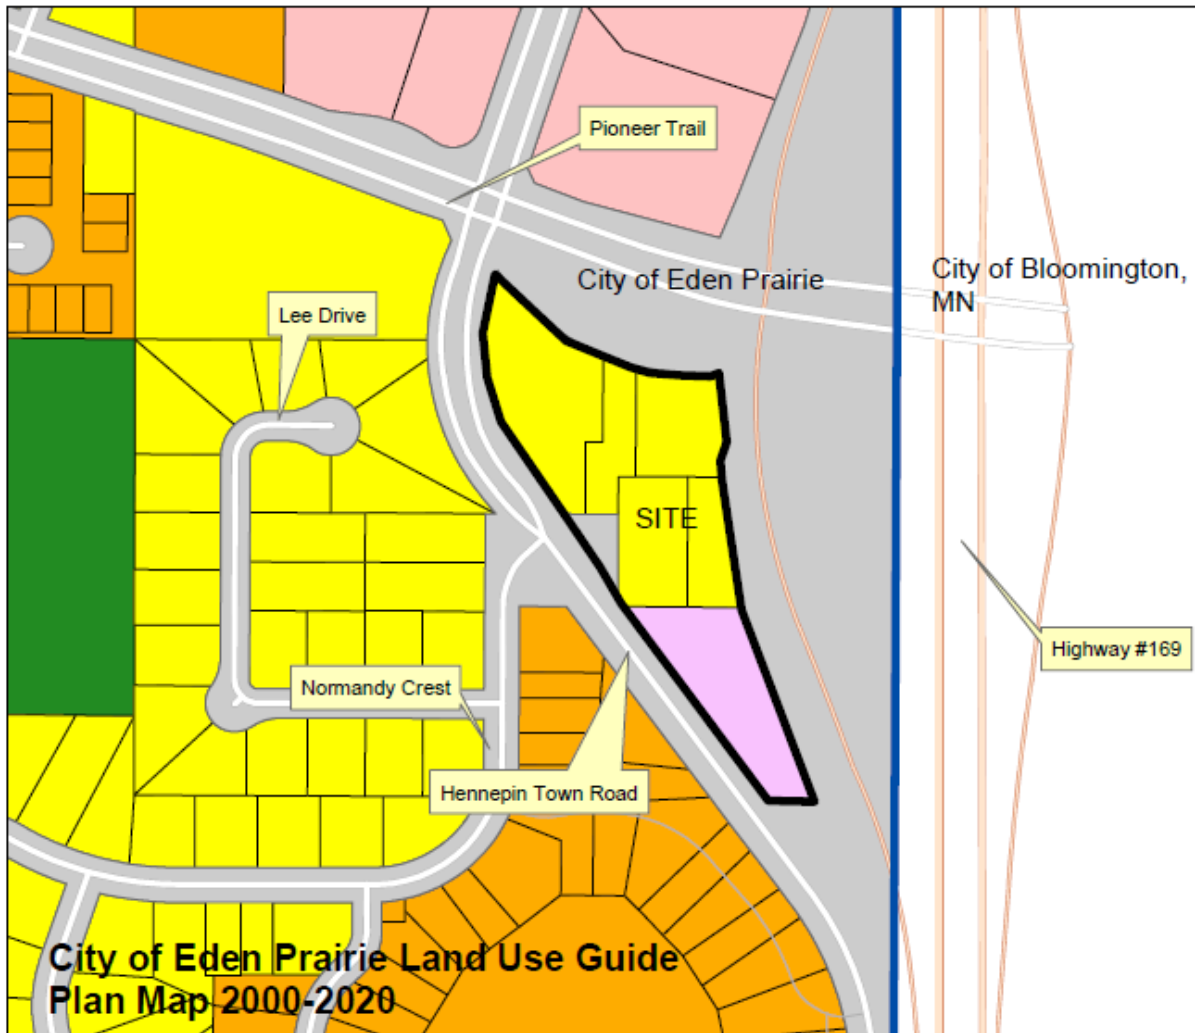 Pioneer Trail
City of Eden Prairie
City of Bloomington,
MN
Lee Drive
SITE
Highway #169
Normandy Crest
Hennepin Town Road
City of Eden Prairie Land Use Guide
Plan Map 2000-2020